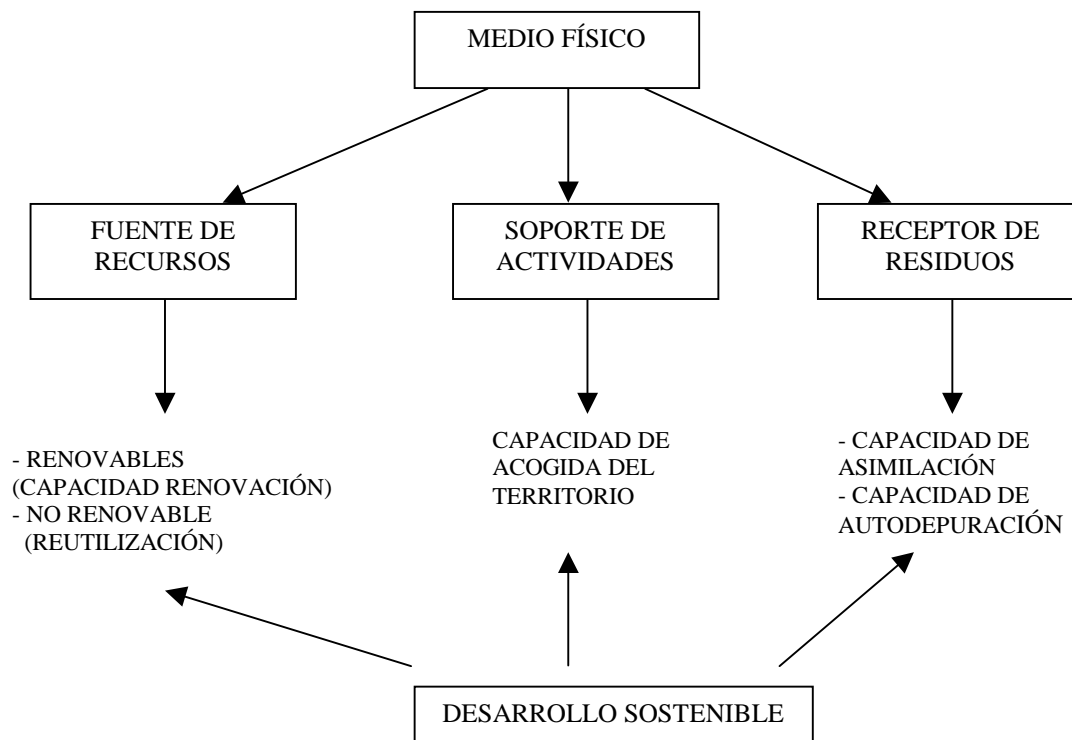 MEDIO FÍSICO
FUENTE DE
RECURSOS
SOPORTE DE
ACTIVIDADES
RECEPTOR DE
RESIDUOS
- RENOVABLES
(CAPACIDAD RENOVACIÓN)
- NO RENOVABLE
(REUTILIZACIÓN)
CAPACIDAD DE
ACOGIDA DEL
TERRITORIO
- CAPACIDAD DE
ASIMILACIÓN
- CAPACIDAD DE
AUTODEPURACIÓN
DESARROLLO SOSTENIBLE